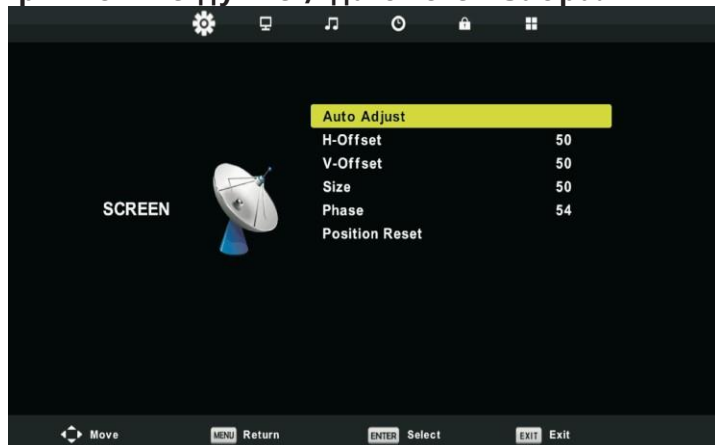 Auto Adjust
H-Offset 50
V-Offset 50
Size 50
SCREEN
Phase 54
Position Reset
Move MENU Return ENTER Select EXIT Exit